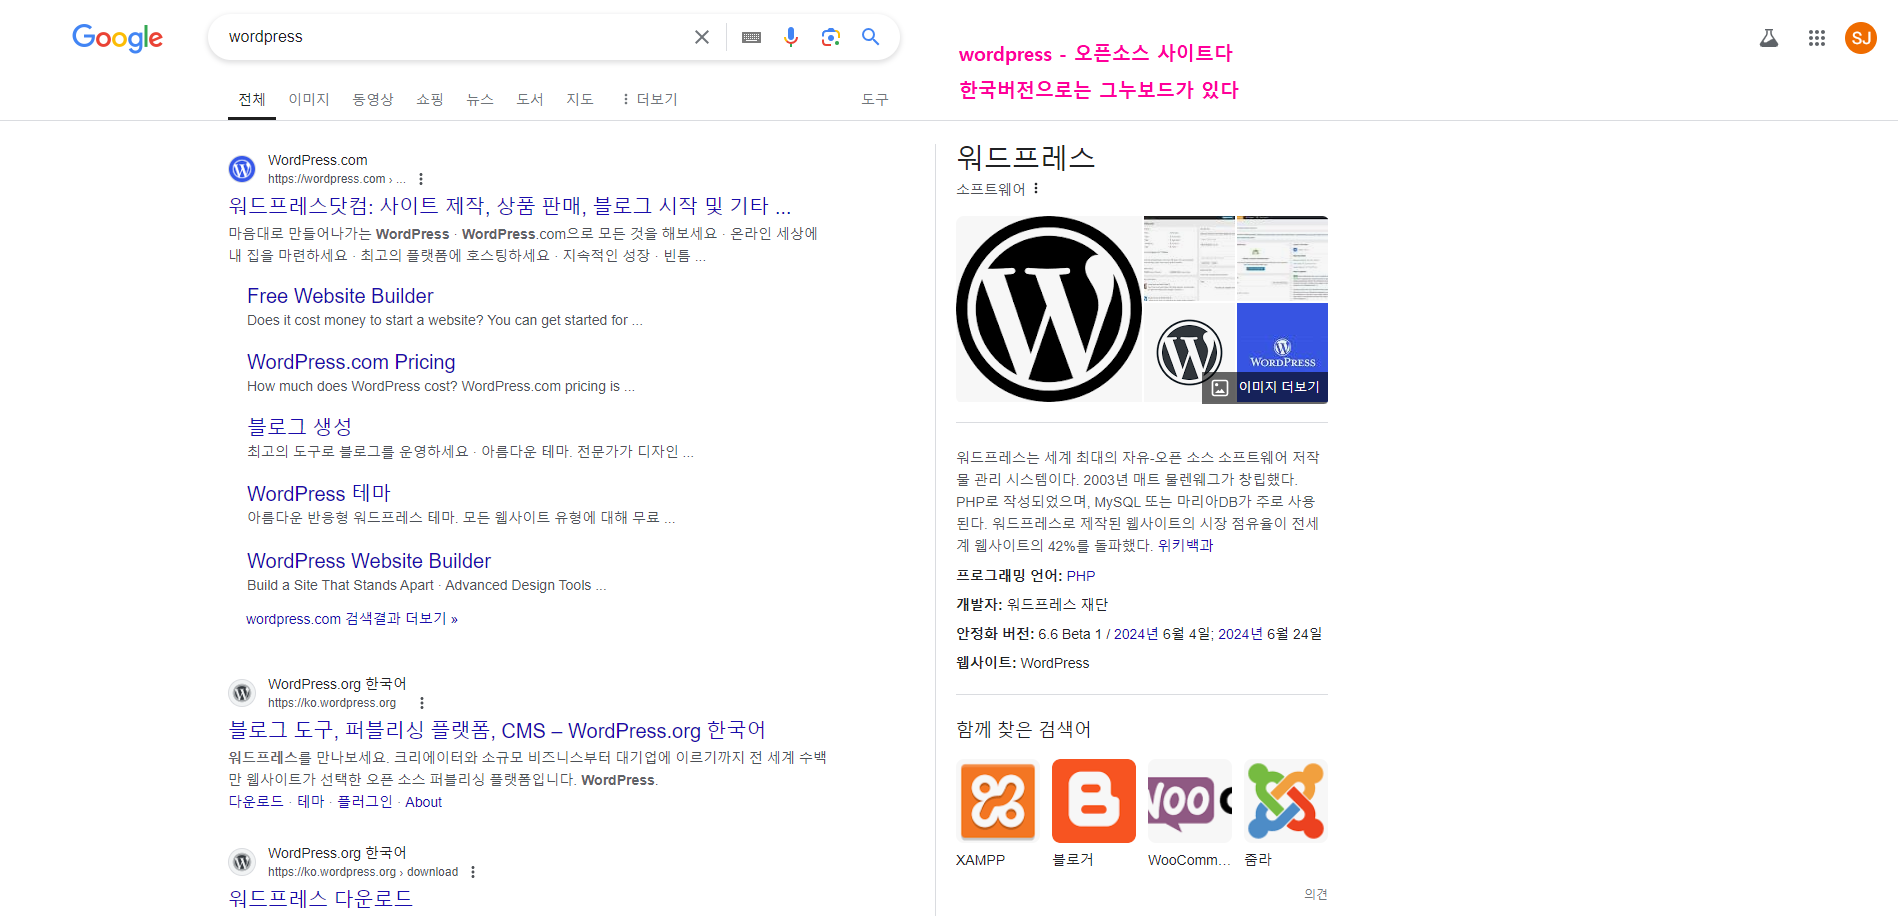 Google
wordpress
SJ
wordpress - 오픈소스 사이트다
한국버전으로는 그누보드가 있다
전체 이미지 동영상 쇼핑 뉴스 도서 지도 더보기 도구
WordPress.com
https://wordpress.com › ...
워드프레스닷컴: 사이트 제작, 상품 판매, 블로그 시작 및 기타 ...
마음대로 만들어나가는 WordPress · WordPress.com으로 모든 것을 해보세요 · 온라인 세상에
내 집을 마련하세요 · 최고의 플랫폼에 호스팅하세요 · 지속적인 성장 · 빈틈 ...
Free Website Builder
Does it cost money to start a website? You can get started for ...
WordPress.com Pricing
How much does WordPress cost? WordPress.com pricing is ...
블로그 생성
최고의 도구로 블로그를 운영하세요 · 아름다운 테마. 전문가가 디자인 ...
WordPress 테마
아름다운 반응형 워드프레스 테마. 모든 웹사이트 유형에 대해 무료 ...
WordPress Website Builder
Build a Site That Stands Apart · Advanced Design Tools ...
wordpress.com 검색결과 더보기 »
WordPress.org 한국어
https://ko.wordpress.org
블로그 도구, 퍼블리싱 플랫폼, CMS – WordPress.org 한국어
워드프레스를 만나보세요. 크리에이터와 소규모 비즈니스부터 대기업에 이르기까지 전 세계 수백
만 웹사이트가 선택한 오픈 소스 퍼블리싱 플랫폼입니다. WordPress.
다운로드 · 테마 · 플러그인 · About
WordPress.org 한국어
https://ko.wordpress.org › download
워드프레스 다운로드
워드프레스
소프트웨어
WORDPRESS
이미지 더보기
워드프레스는 세계 최대의 자유-오픈 소스 소프트웨어 저작
물 관리 시스템이다. 2003년 매트 물렌웨그가 창립했다.
PHP로 작성되었으며, MySQL 또는 마리아DB가 주로 사용
된다. 워드프레스로 제작된 웹사이트의 시장 점유율이 전세
계 웹사이트의 42%를 돌파했다. 위키백과
프로그래밍 언어: PHP
개발자: 워드프레스 재단
안정화 버전: 6.6 Beta 1 / 2024년 6월 4일; 2024년 6월 24일
웹사이트: WordPress
함께 찾은 검색어
WOO
XAMPP 블로거 WooComm... 줌라
의견